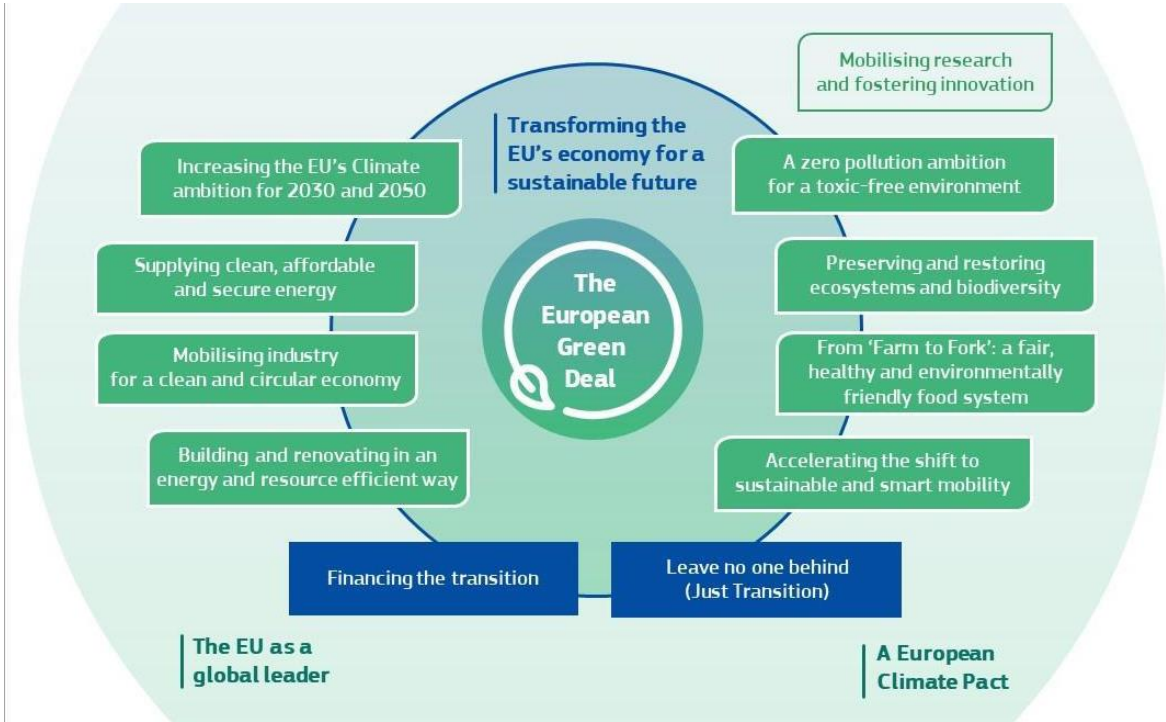 Mobilising research
and fostering innovation
Transforming the
EU's economy for a
sustainable future
Increasing the EU's Climate
ambition for 2030 and 2050
A zero pollution ambition
for a toxic-free environment
Supplying clean, affordable
and secure energy
The
European
Green
Deal
Preserving and restoring
ecosystems and biodiversity
Mobilising industry
for a clean and circular economy
From ‘Farm to Fork’: a fair,
healthy and environmentally
friendly food system
Building and renovating in an
energy and resource efficient way
Accelerating the shift to
sustainable and smart mobility
Financing the transition
Leave no one behind
(Just Transition)
The EU as a
global leader
A European
Climate Pact